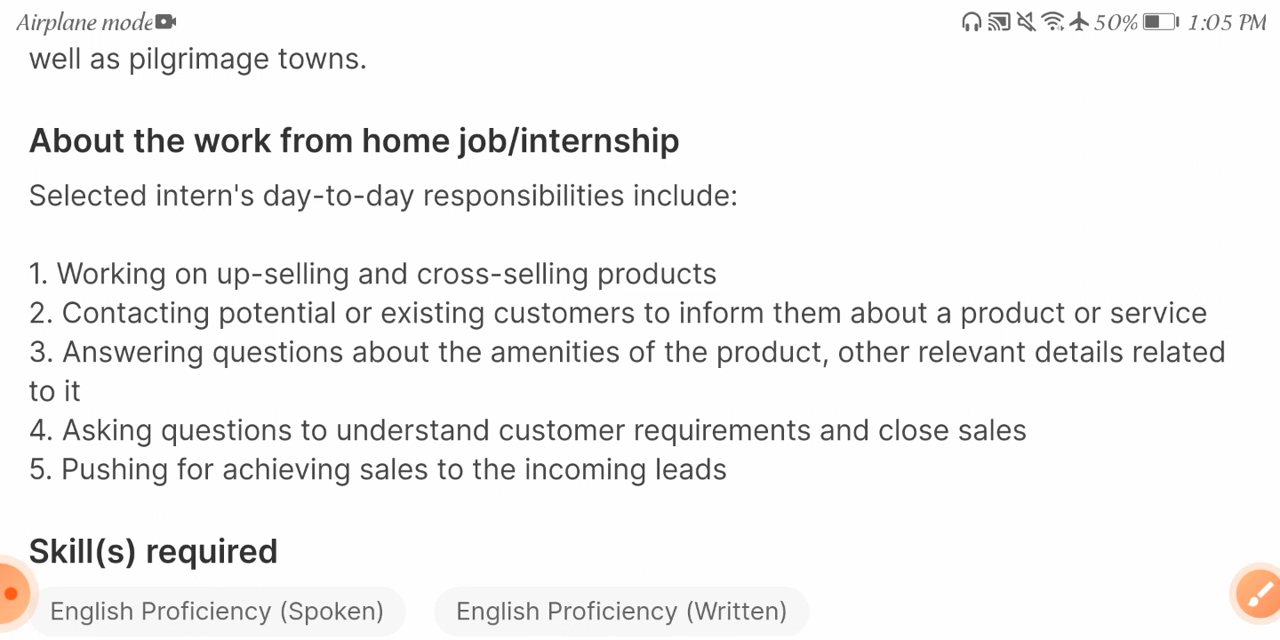 Airplane mode
50% 1:05 PM
well as pilgrimage towns.
About the work from home job/internship
Selected intern's day-to-day responsibilities include:
1. Working on up-selling and cross-selling products
2. Contacting potential or existing customers to inform them about a product or service
3. Answering questions about the amenities of the product, other relevant details related
to it
4. Asking questions to understand customer requirements and close sales
5. Pushing for achieving sales to the incoming leads
Skill(s) required
English Proficiency (Spoken)
English Proficiency (Written)